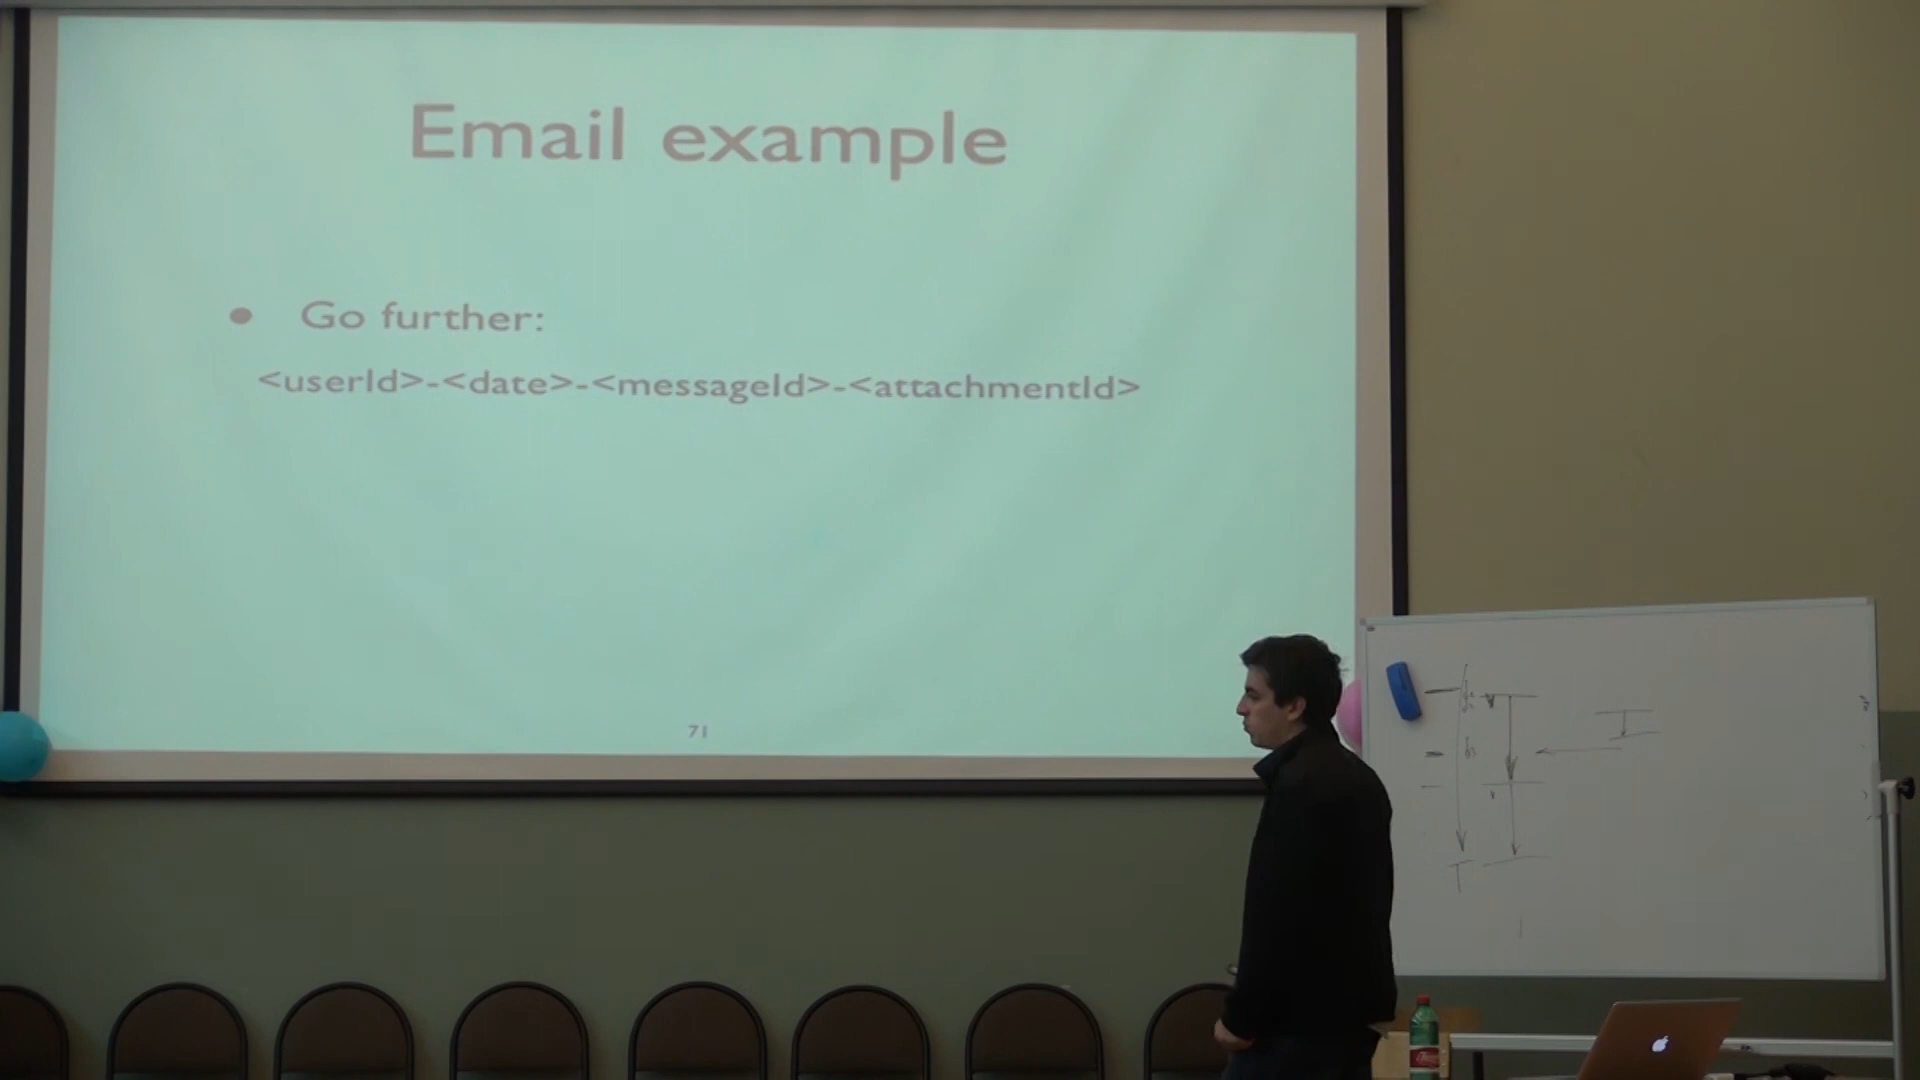 Email example
Go further:
<userId>-<date>-<messageId>-<attachmentId>
71